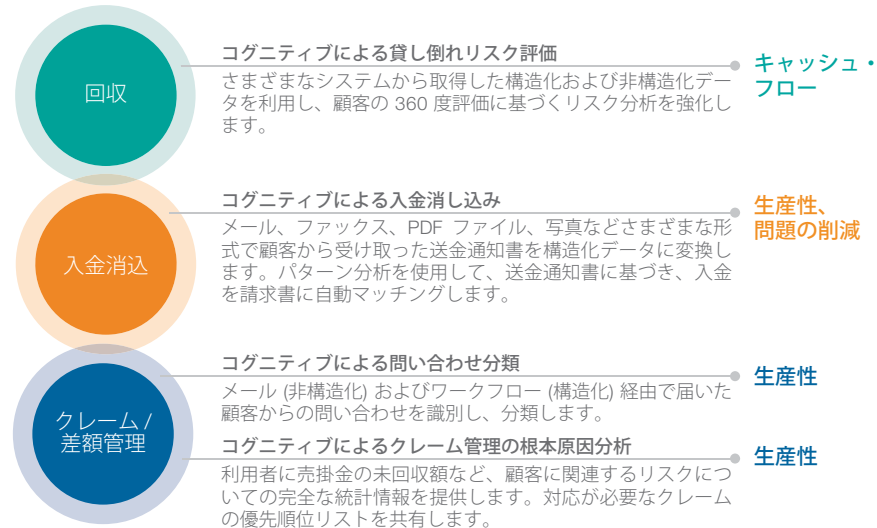 回収
コグニティブによる貸し倒れリスク評価
さまざまなシステムから取得した構造化および非構造化デー
タを利用し、顧客の 360 度評価に基づくリスク分析を強化し
ます。
キャッシュ・
フロー
入金消込
コグニティブによる入金消し込み
メール、ファックス、PDF ファイル、写真などさまざまな形
式で顧客から受け取った送金通知書を構造化データに変換し
ます。パターン分析を使用して、送金通知書に基づき、入金
を請求書に自動マッチングします。
生産性、
問題の削減
クレーム /
差額管理
コグニティブによる問い合わせ分類
メール (非構造化) およびワークフロー (構造化) 経由で届いた
顧客からの問い合わせを識別し、分類します。
生産性
コグニティブによるクレーム管理の根本原因分析
利用者に売掛金の未回収額など、顧客に関連するリスクにつ
いての完全な統計情報を提供します。対応が必要なクレーム
の優先順位リストを共有します。
生産性